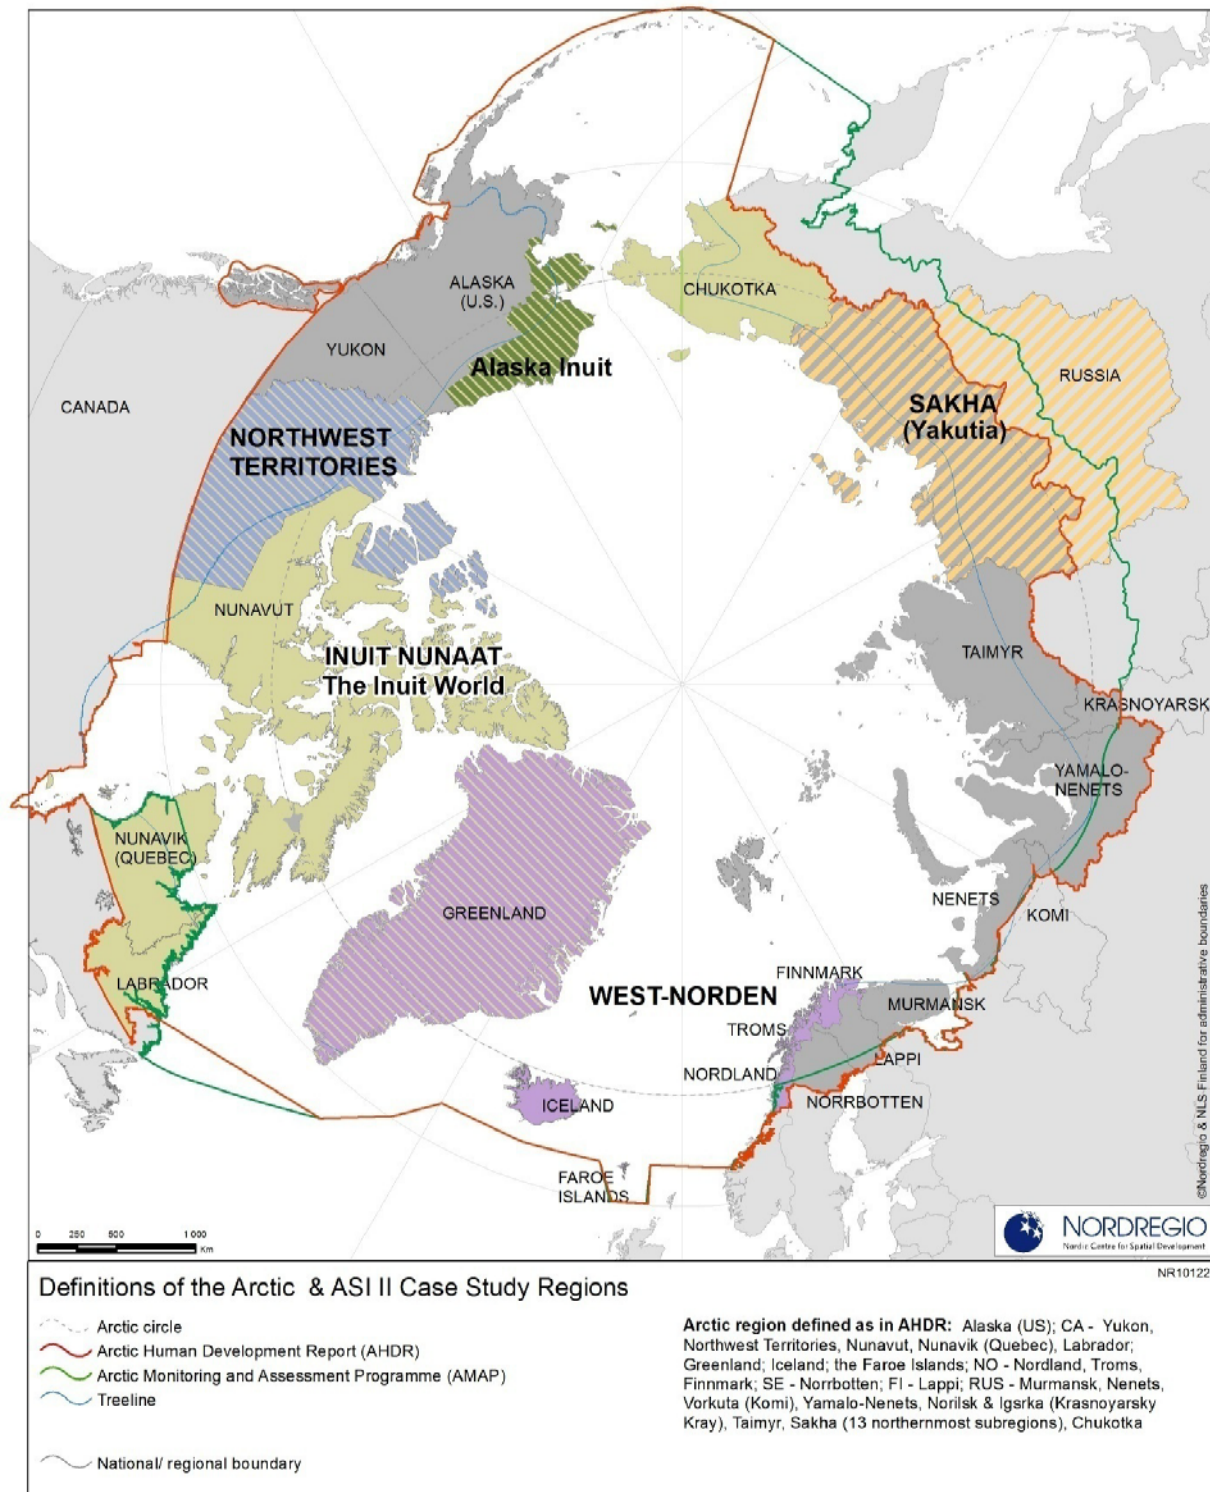 ALASKA
(U.S.)
CHUKOTKA
YUKON
Alaska Inuit
RUSSIA
CANADA
SAKHA
(Yakutia)
NORTHWEST
TERRITORIES
NUNAVUT
TAIMYR
INUIT NUNAAT
The Inuit World
KRASNOYARSK
YAMALO-
NENETS
NUNAVIK
(QUEBEC)
NENETS
GREENLAND
KOMI
FINNMARK
LABRADOR
WEST-NORDEN
MURMANSK
TROMS
LAPPI
NORDLAND
ICELAND
NORRBOTTEN
FAROE
ISLANDS
©Nordregio & NLS Finland for administrative boundaries
0 250 500 1 000
Km
NORDREGIO
Nordic Centre for Spatial Development
NR10122
Definitions of the Arctic & ASI II Case Study Regions
Arctic circle
Arctic Human Development Report (AHDR)
Arctic Monitoring and Assessment Programme (AMAP)
Treeline
National/ regional boundary
Arctic region defined as in AHDR: Alaska (US); CA - Yukon,
Northwest Territories, Nunavut, Nunavik (Quebec), Labrador;
Greenland; Iceland; the Faroe Islands; NO - Nordland, Troms,
Finnmark; SE - Norrbotten; FI - Lappi; RUS - Murmansk, Nenets,
Vorkuta (Komi), Yamalo-Nenets, Norilsk & Igsrka (Krasnoyarsky
Kray), Taimyr, Sakha (13 northernmost subregions), Chukotka